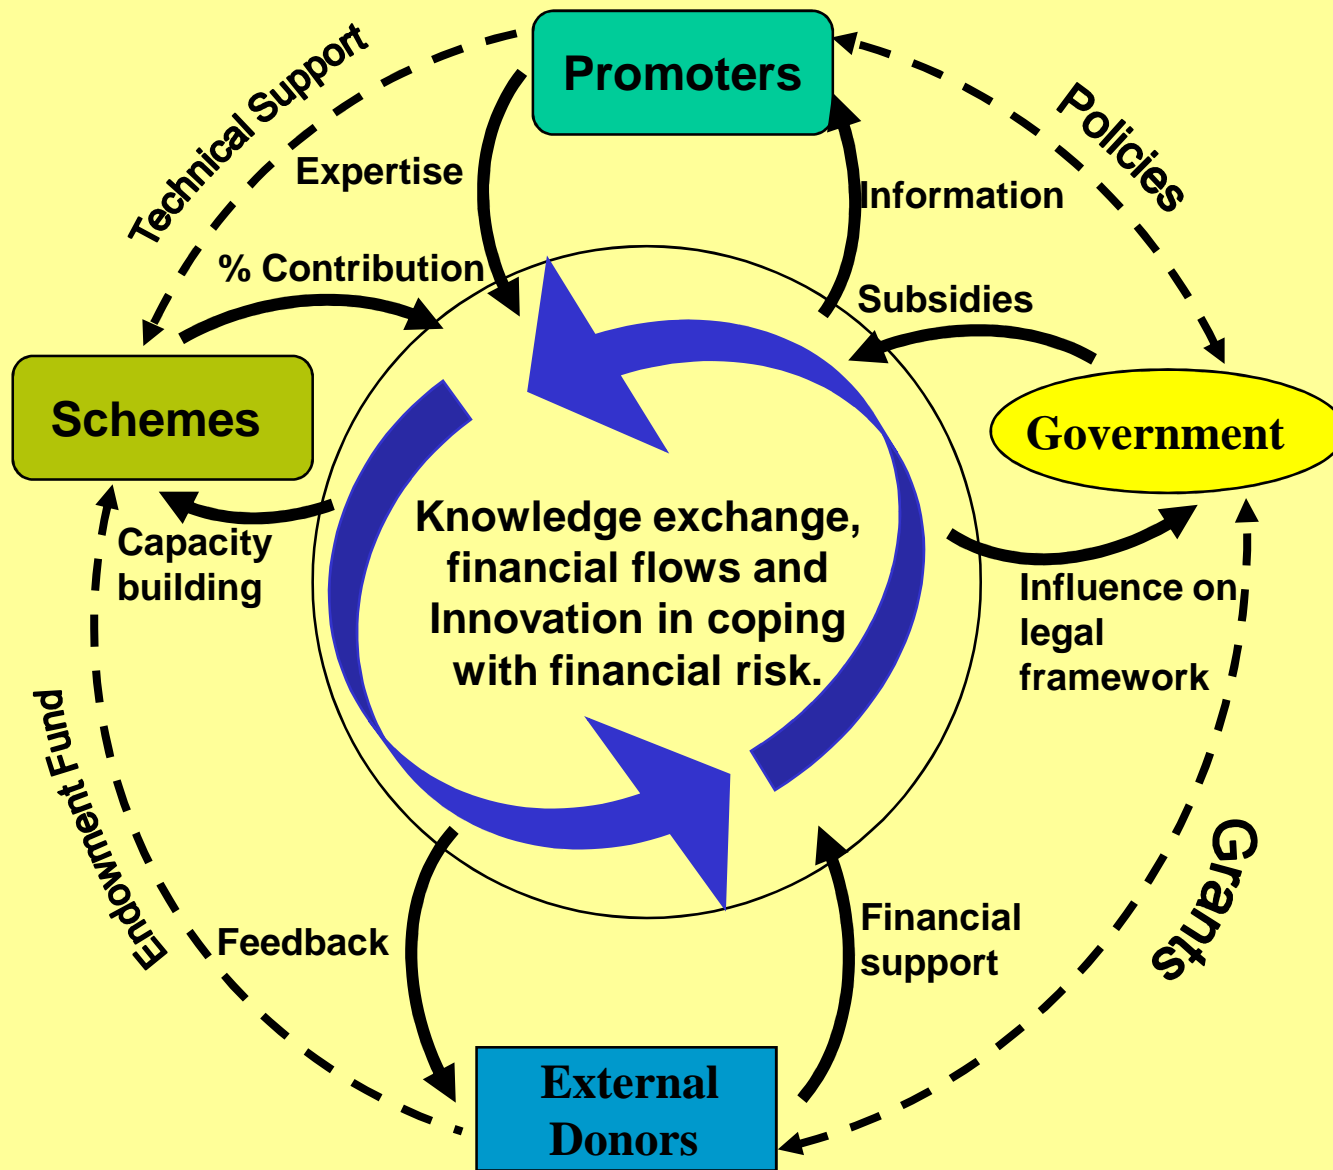 Promoters
Technical Support
Policies
Expertise
Information
% Contribution
Subsidies
Schemes
Government
Knowledge exchange,
financial flows and
Innovation in coping
with financial risk.
Capacity
building
Influence on
legal
framework
Endowment Fund
Grants
Feedback
Financial
support
External
Donors